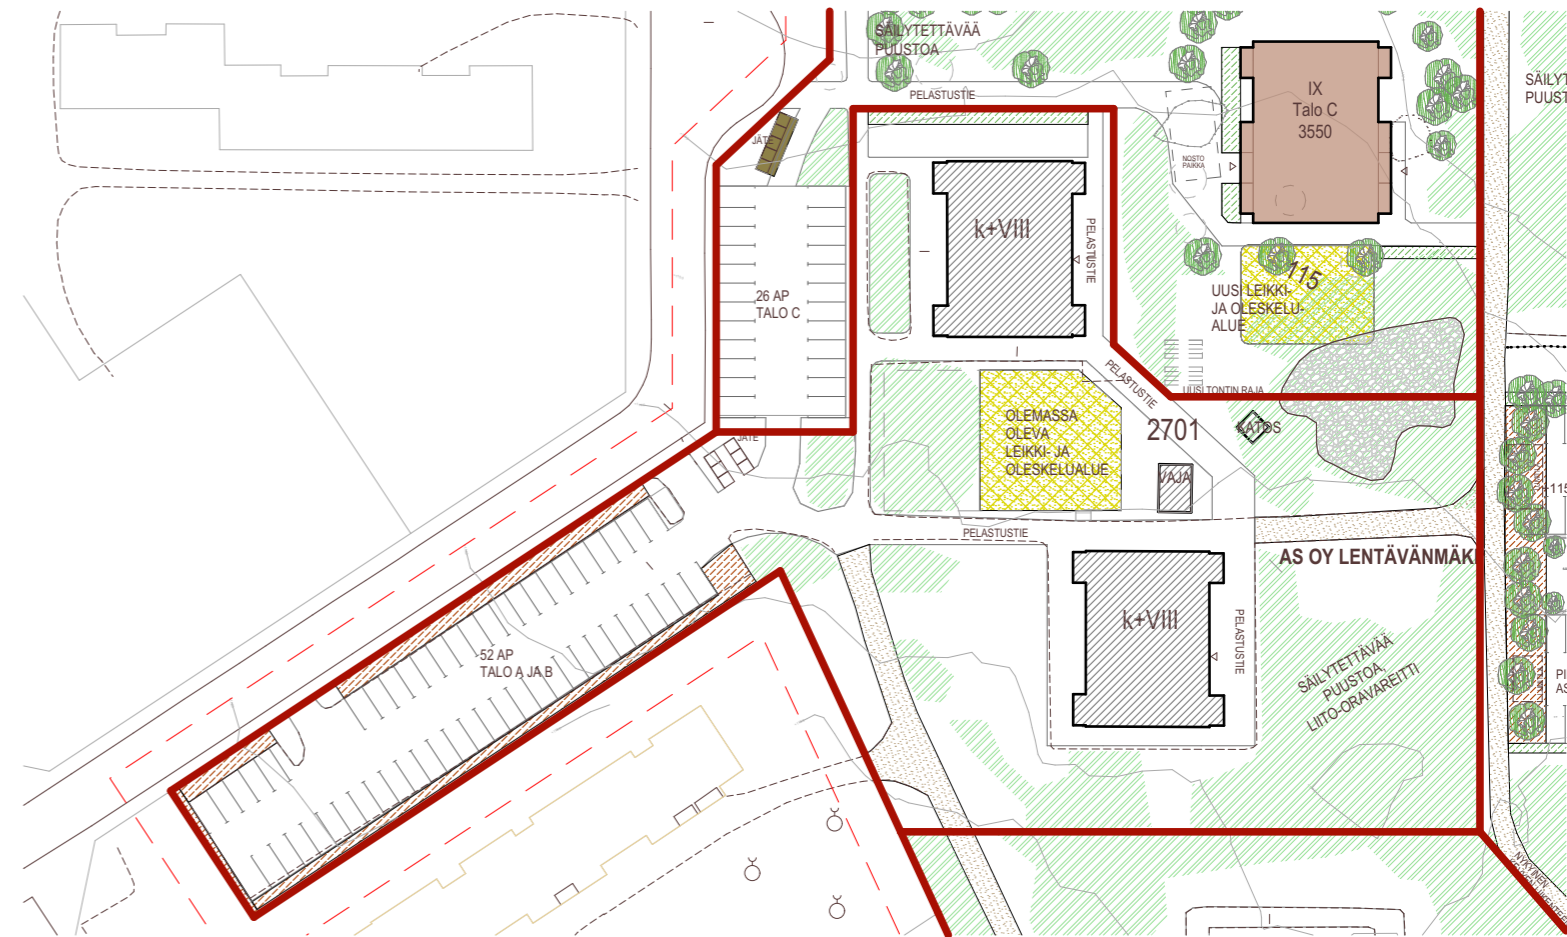 SÄILYTETTÄVÄÄ
PUUSTOA
PELASTUSTIE
IX
Talo C
3550
SÄILYT
PUUST
JÄTE
NOSTO
PAIKKA
k+VIII
PELASTUSTIE
26 AP
TALO C
115
UUSI LEIKKI-
JA OLESKELU-
ALUE
PELASTUSTIE
UUSI TONTIN RAJA
OLEMASSA
OLEVA
LEIKKI- JA
OLESKELUALUE
2701
KATOS
JÄTE
VAJA
+115
PELASTUSTIE
AS OY LENTÄVÄNMÄKI
k+VIII
PELASTUSTIE
52 AP
TALO A JA B
SÄILYTETTÄVÄÄ
PUUSTOA,
LIITO-ORAVAREITTI
PI
AS
NYKYINEN